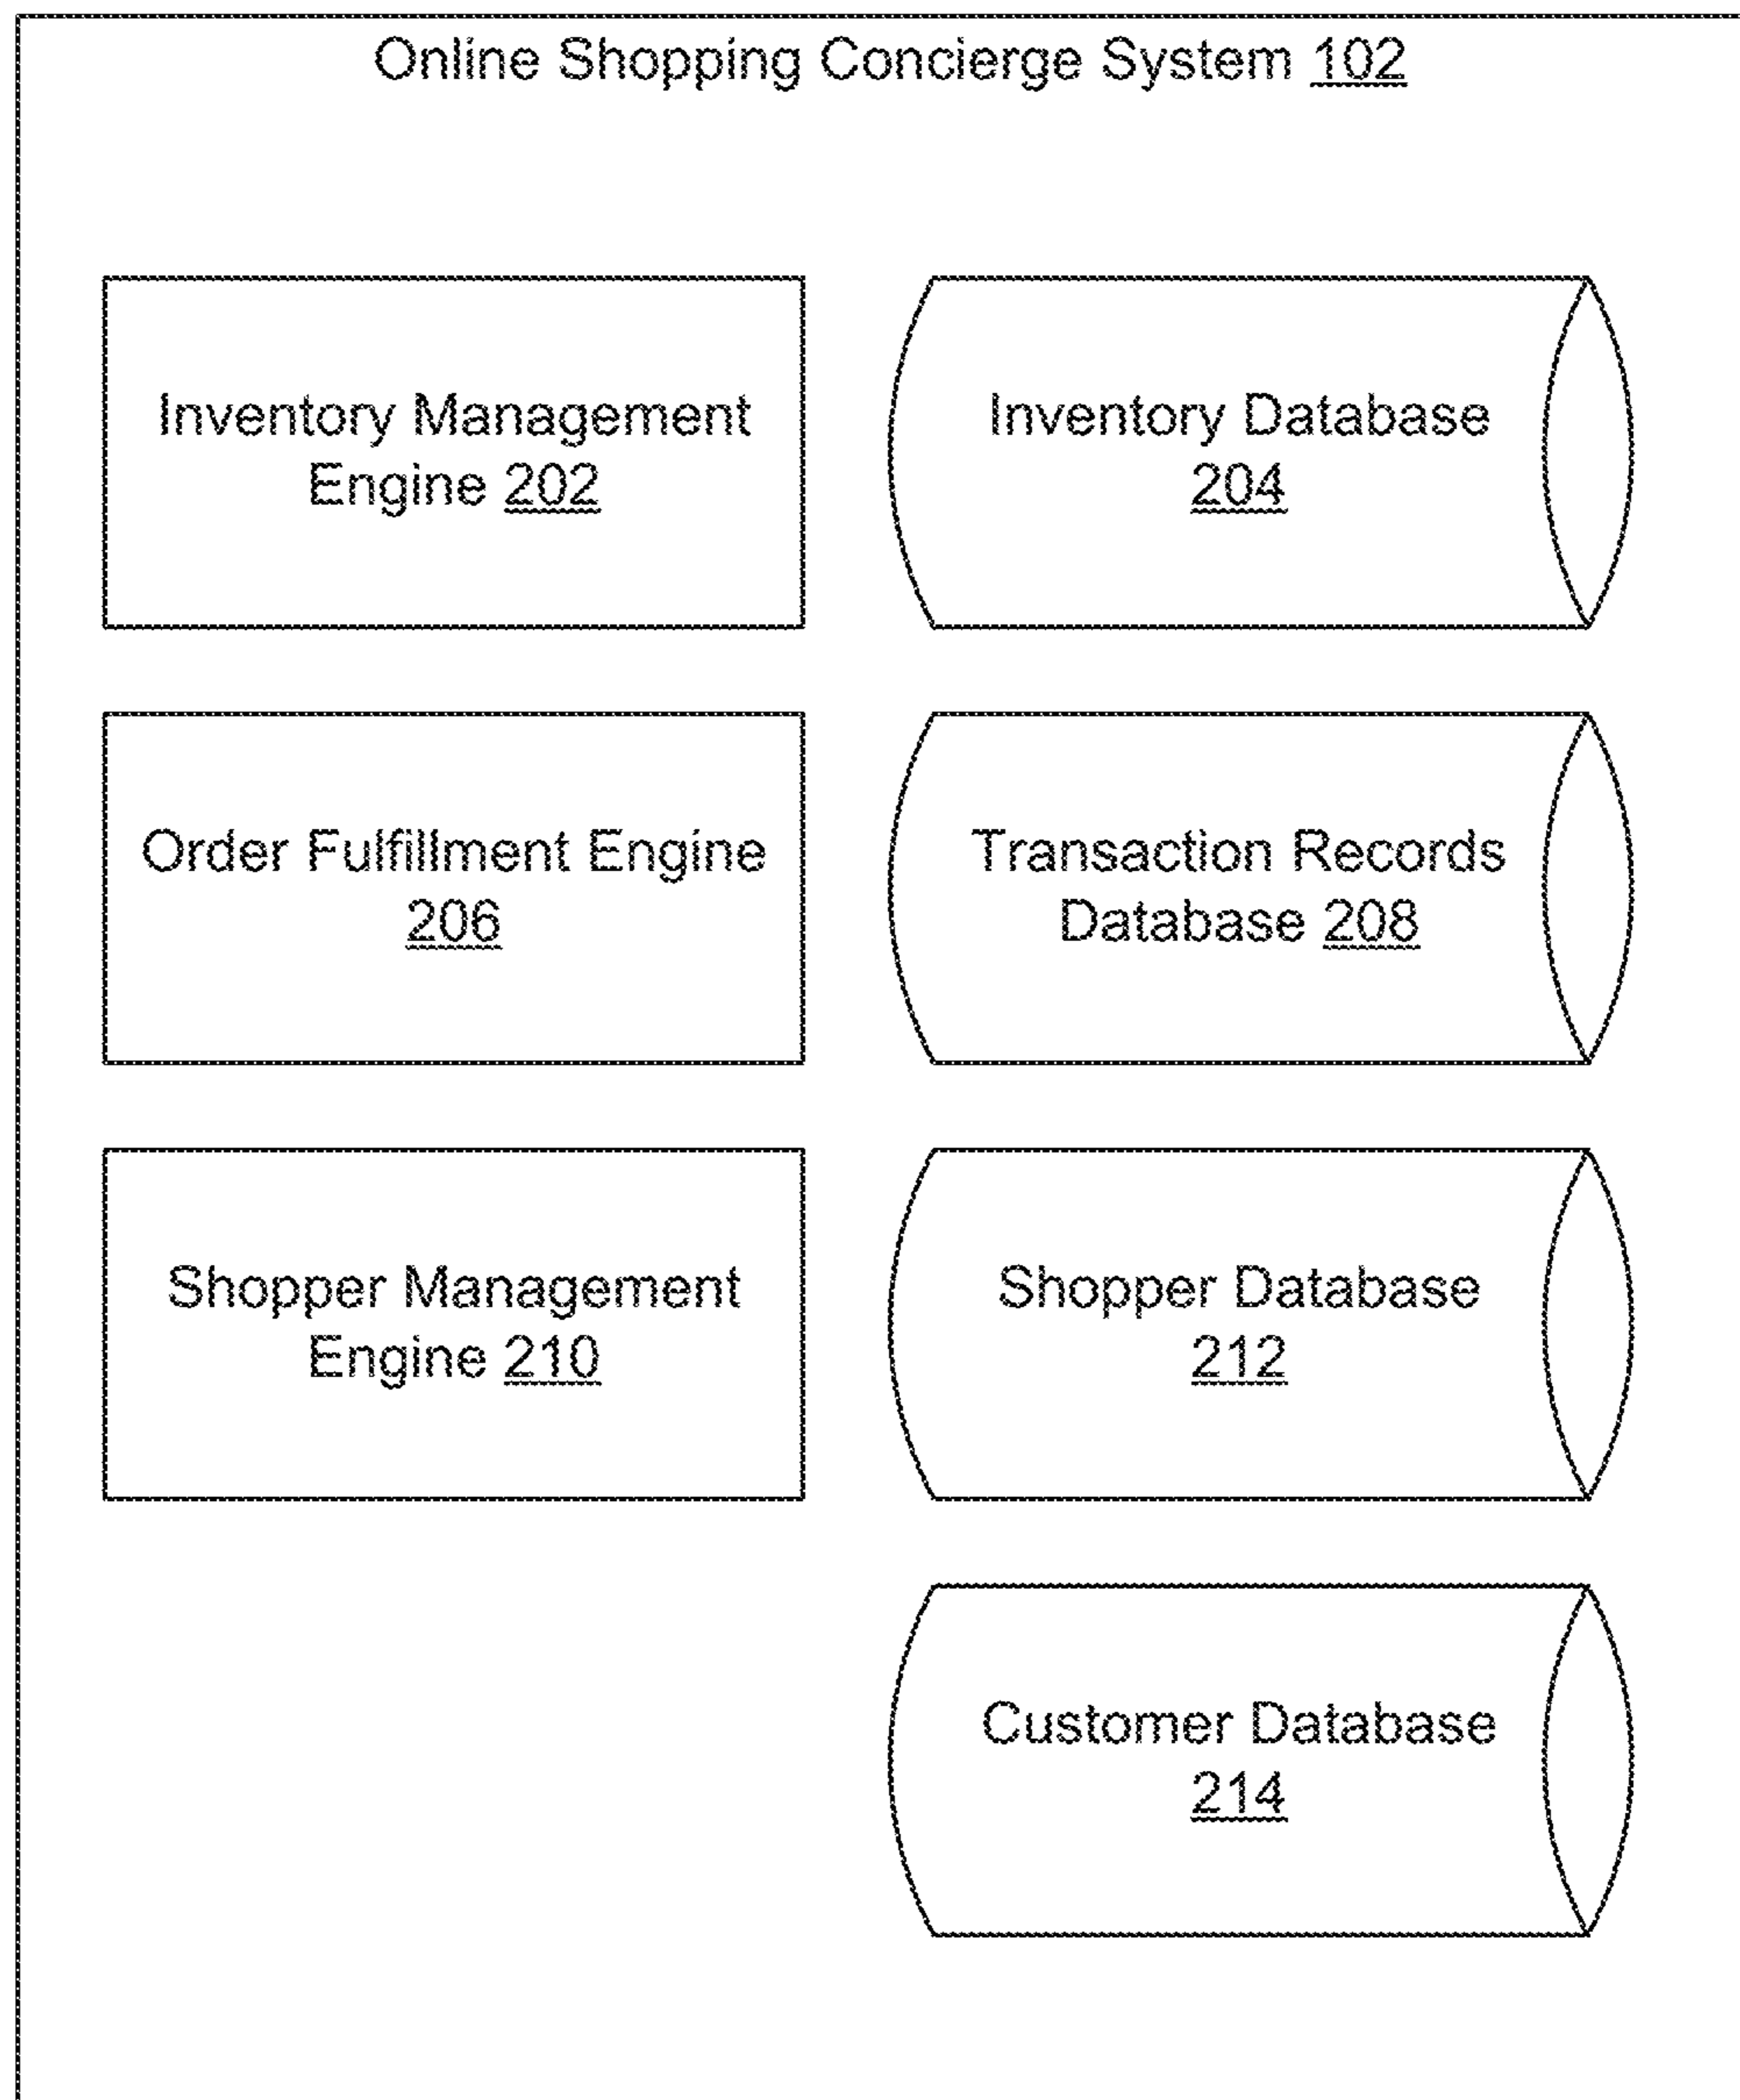 Online Shopping Concierge System 102
Inventory Management
Engine 202
Inventory Database
204
Order Fulfillment Engine
206
Transaction Records
Database 208
Shopper Management
Engine 210
Shopper Database
212
Customer Database
214